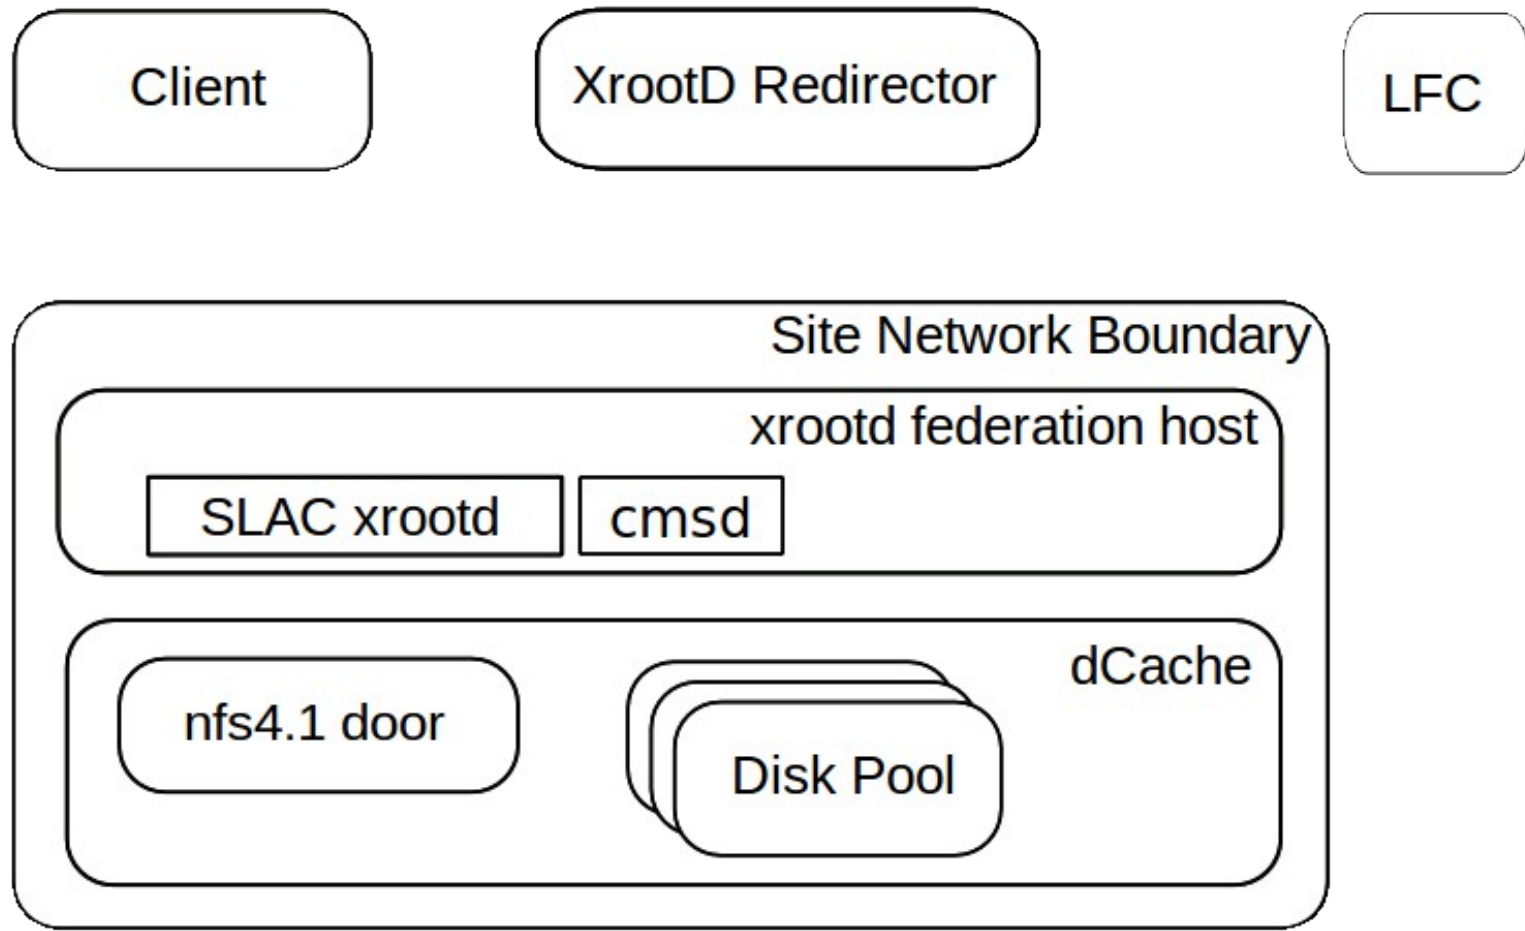 Client
XrootD Redirector
LFC
Site Network Boundary
xrootd federation host
SLAC xrootd
cmsd
dCache
nfs4.1 door
Disk Pool